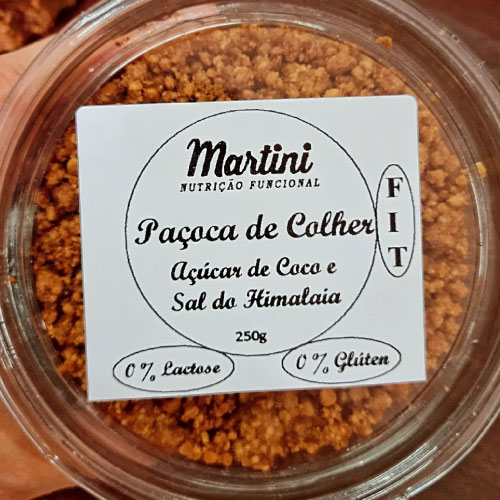 Martini
NUTRIÇÃO FUNCIONAL
Paçoca de Colher
FIT
Açúcar de Coco e
Sal do Himalaia
250g
0% Lactose
0% Glúten